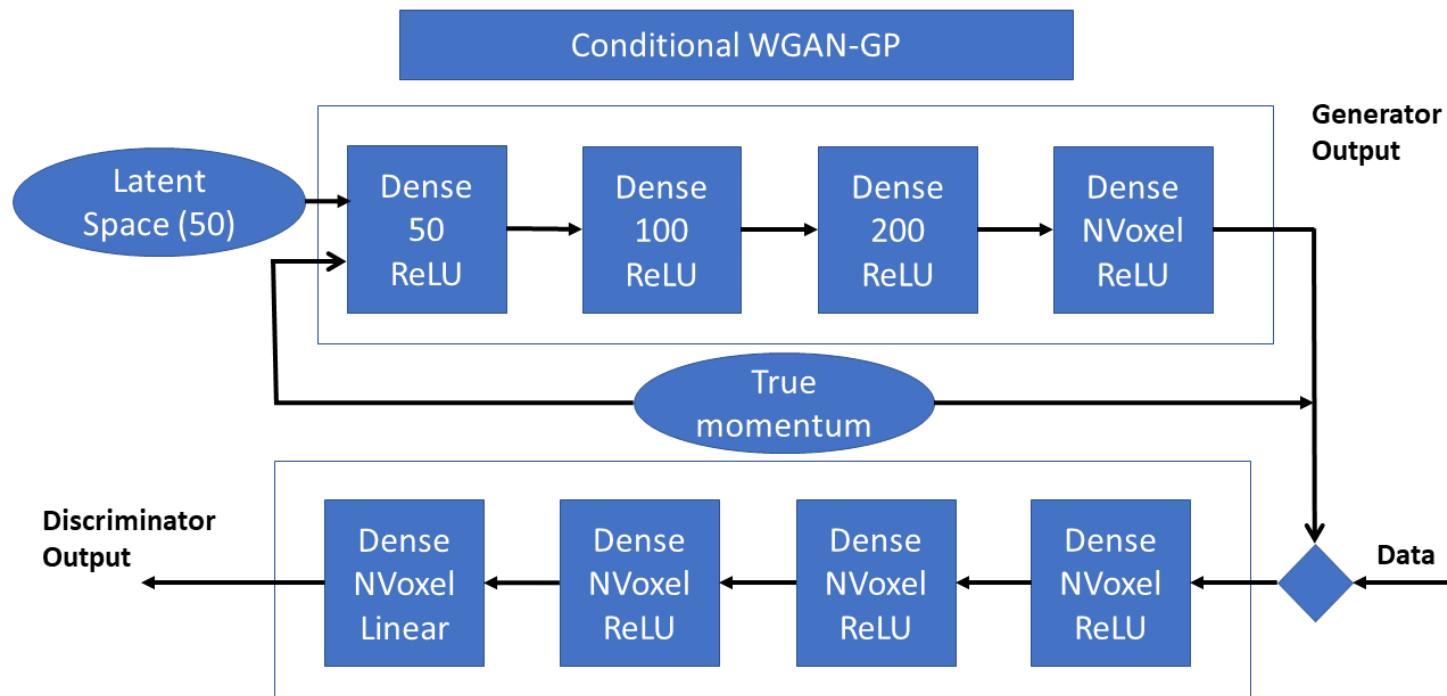 Conditional WGAN-GP
Generator
Output
Latent
Space (50)
Dense
50
ReLU
Dense
100
ReLU
Dense
200
ReLU
Dense
NVoxel
ReLU
True
momentum
Discriminator
Output
Dense
NVoxel
Linear
Dense
NVoxel
ReLU
Dense
NVoxel
ReLU
Dense
NVoxel
ReLU
Data